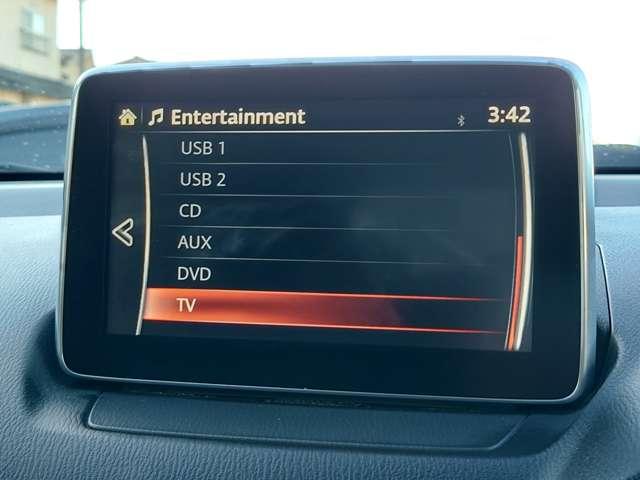 Entertainment 3:42
USB 1
USB 2
CD
AUX
DVD
TV